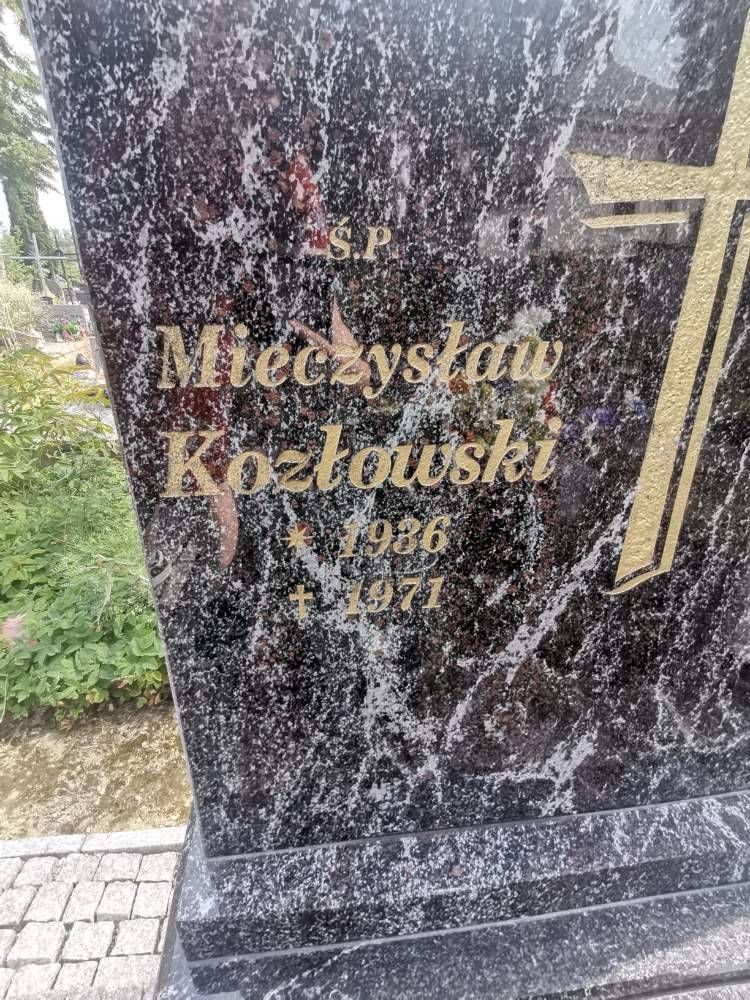 Ś.P
Mieczysław
Kozłowski
* 1936
✝ 1971